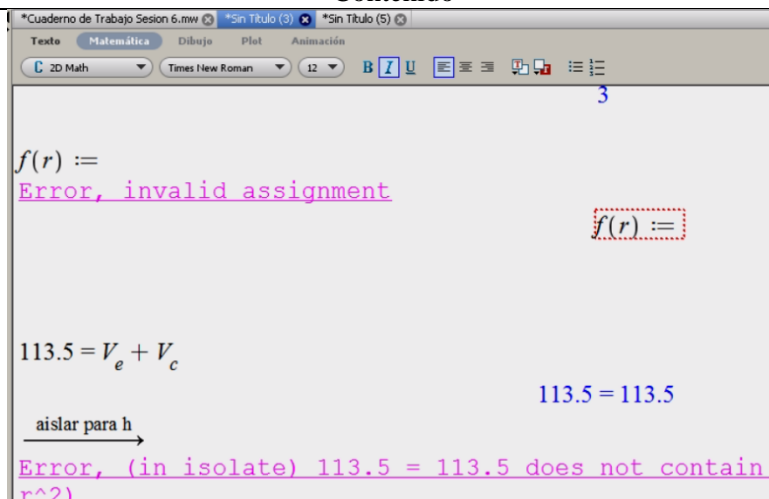 *Cuaderno de Trabajo Sesion 6.mw *Sin Título (3) *Sin Título (5)
Texto Matemática Dibujo Plot Animación
C 2D Math Times New Roman 12 B I U
3
f(r) :=
Error, invalid assignment
f(r) :=
113.5 = V_e + V_c
113.5 = 113.5
aislar para h
Error, (in isolate) 113.5 = 113.5 does not contain
r^2)